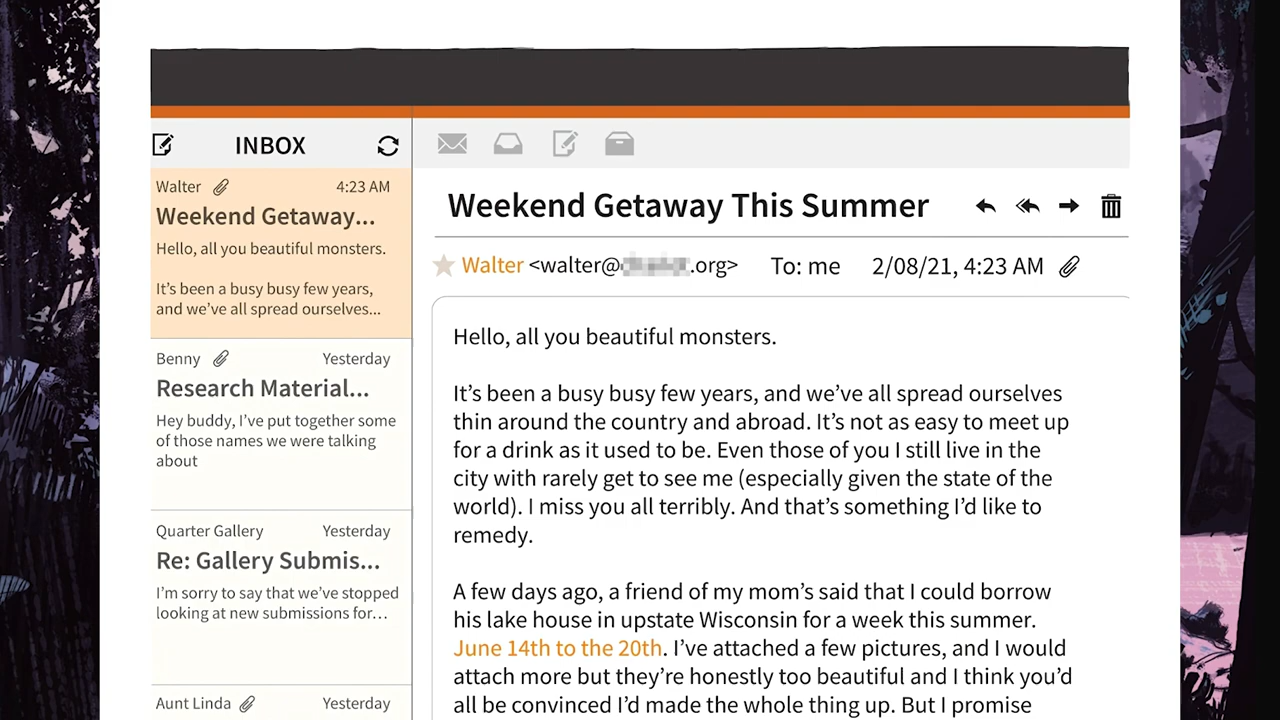 INBOX
Walter 4:23 AM
Weekend Getaway...
Hello, all you beautiful monsters.
It’s been a busy busy few years,
and we’ve all spread ourselves...
Benny Yesterday
Research Material...
Hey buddy, I’ve put together some
of those names we were talking
about
Quarter Gallery Yesterday
Re: Gallery Submis...
I’m sorry to say that we’ve stopped
looking at new submissions for...
Aunt Linda Yesterday
Weekend Getaway This Summer
Walter <walter@ .org> To: me 2/08/21, 4:23 AM
Hello, all you beautiful monsters.
It’s been a busy busy few years, and we’ve all spread ourselves
thin around the country and abroad. It’s not as easy to meet up
for a drink as it used to be. Even those of you I still live in the
city with rarely get to see me (especially given the state of the
world). I miss you all terribly. And that’s something I’d like to
remedy.
A few days ago, a friend of my mom’s said that I could borrow
his lake house in upstate Wisconsin for a week this summer.
June 14th to the 20th. I’ve attached a few pictures, and I would
attach more but they’re honestly too beautiful and I think you’d
all be convinced I’d made the whole thing up. But I promise